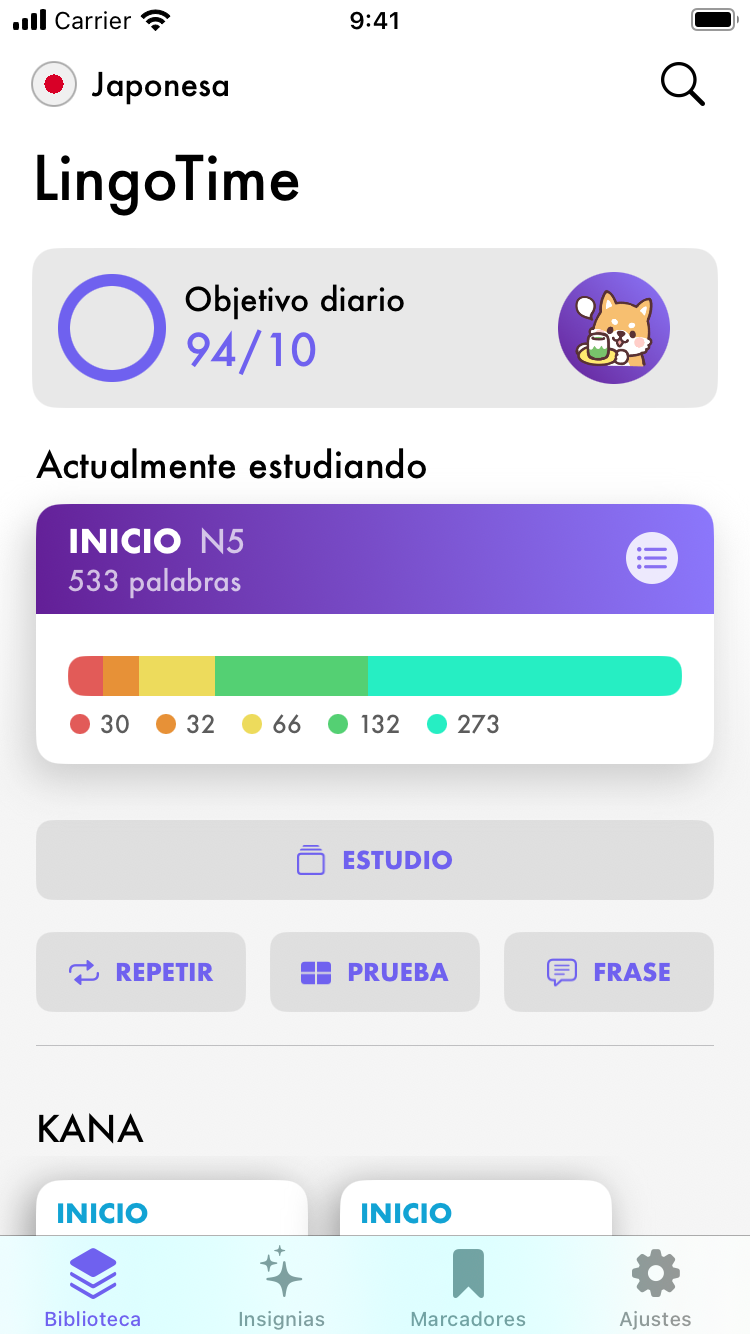 Carrier 9:41
Japonesa
LingoTime
Objetivo diario
94/10
Actualmente estudiando
INICIO N5
533 palabras
30 32 66 132 273
ESTUDIO
REPETIR PRUEBA FRASE
KANA
INICIO INICIO
Biblioteca Insignias Marcadores Ajustes